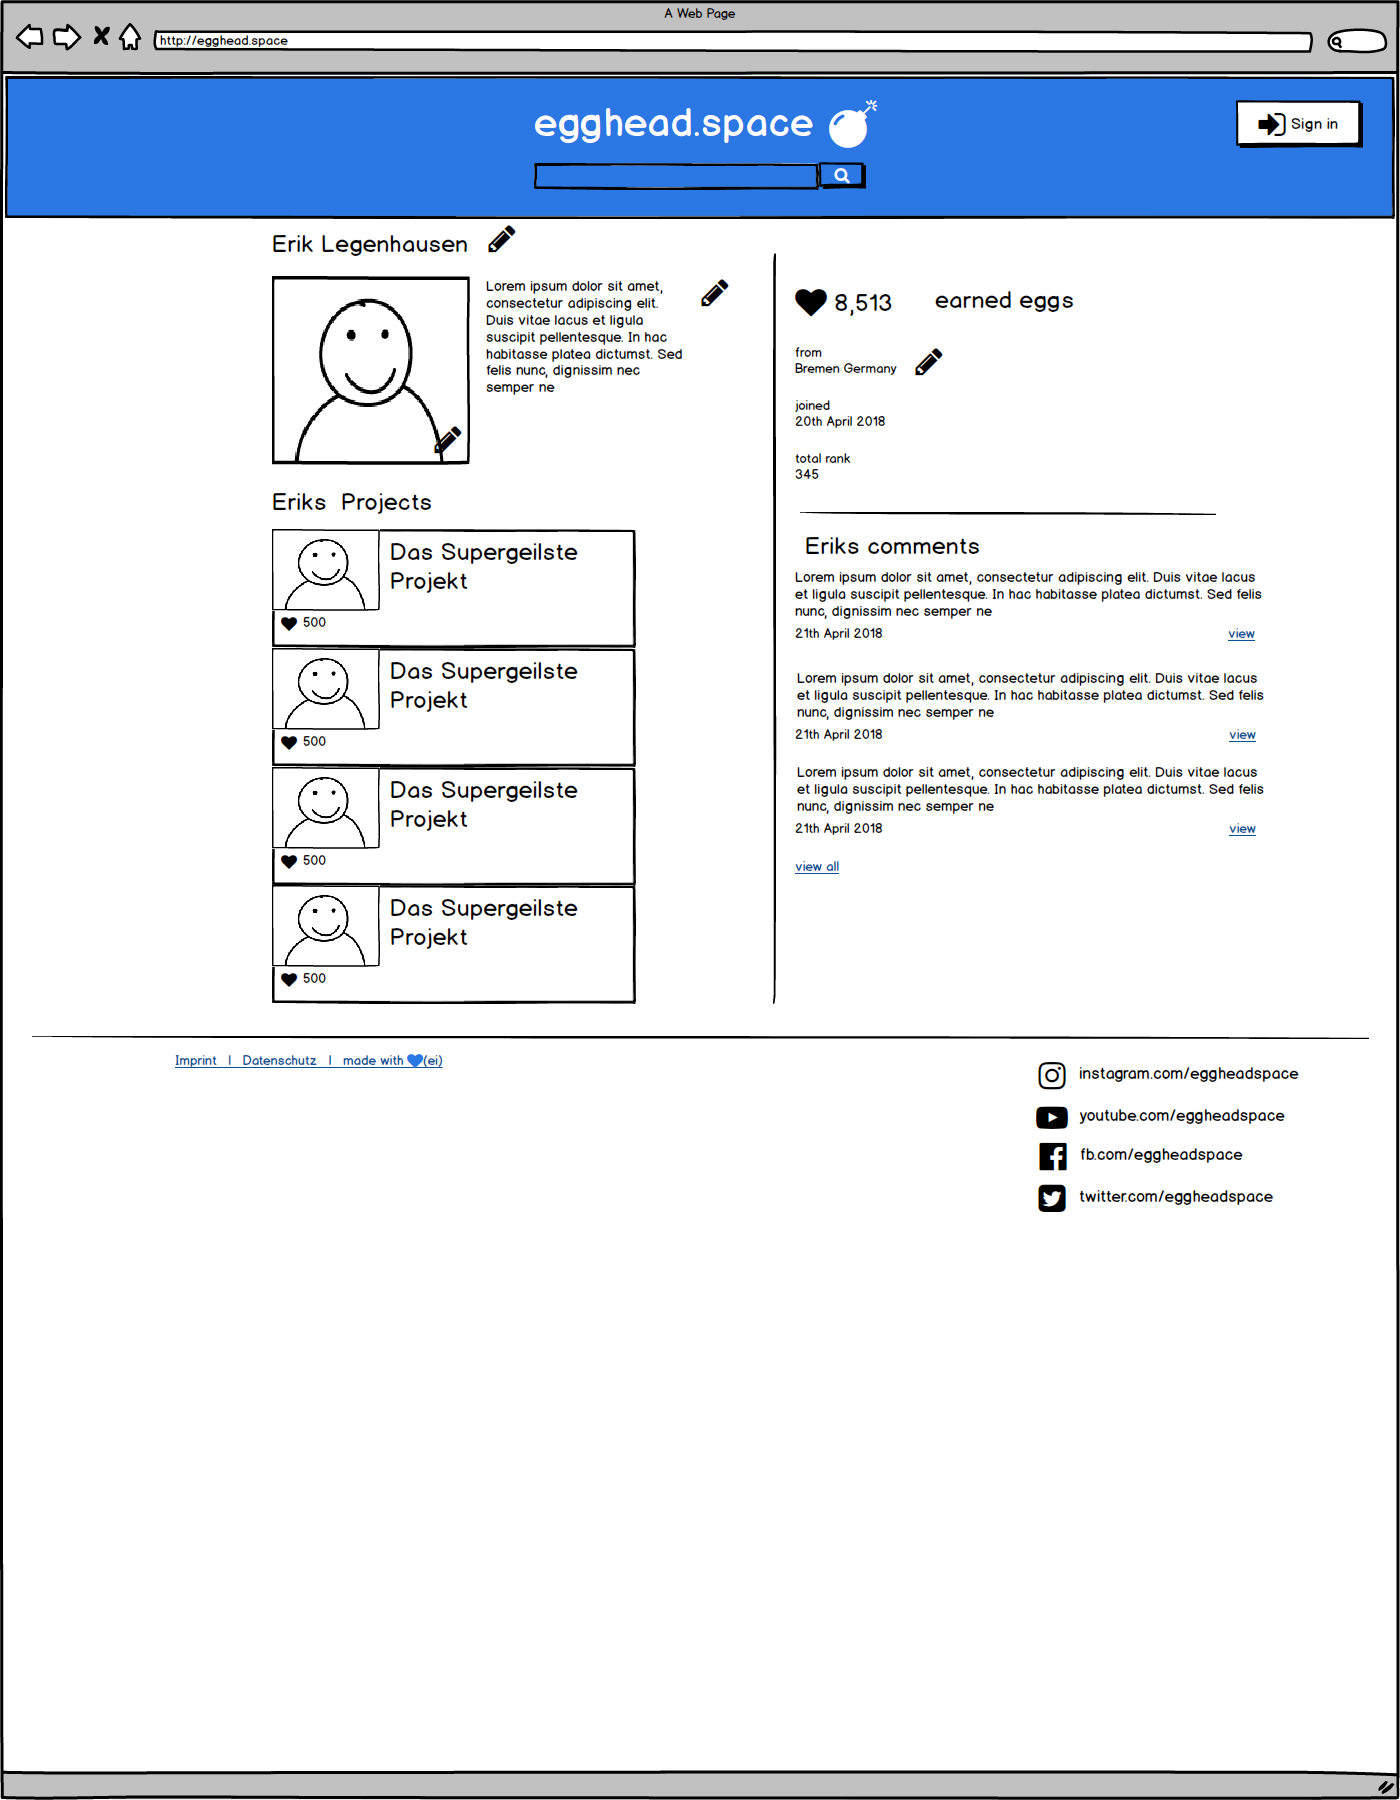 A Web Page
http://egghead.space
egghead.space
Sign in
Erik Legenhausen
Lorem ipsum dolor sit amet,
consectetur adipiscing elit.
Duis vitae lacus et ligula
suscipit pellentesque. In hac
habitasse platea dictumst. Sed
felis nunc, dignissim nec
semper ne
Eriks Projects
Das Supergeilste
Projekt
500
Das Supergeilste
Projekt
500
Das Supergeilste
Projekt
500
Das Supergeilste
Projekt
500
8,513 earned eggs
from
Bremen Germany
joined
20th April 2018
total rank
345
Eriks comments
Lorem ipsum dolor sit amet, consectetur adipiscing elit. Duis vitae lacus
et ligula suscipit pellentesque. In hac habitasse platea dictumst. Sed felis
nunc, dignissim nec semper ne
21th April 2018 view
Lorem ipsum dolor sit amet, consectetur adipiscing elit. Duis vitae lacus
et ligula suscipit pellentesque. In hac habitasse platea dictumst. Sed felis
nunc, dignissim nec semper ne
21th April 2018 view
Lorem ipsum dolor sit amet, consectetur adipiscing elit. Duis vitae lacus
et ligula suscipit pellentesque. In hac habitasse platea dictumst. Sed felis
nunc, dignissim nec semper ne
21th April 2018 view
view all
Imprint | Datenschutz | made with (ei)
instagram.com/eggheadspace
youtube.com/eggheadspace
fb.com/eggheadspace
twitter.com/eggheadspace